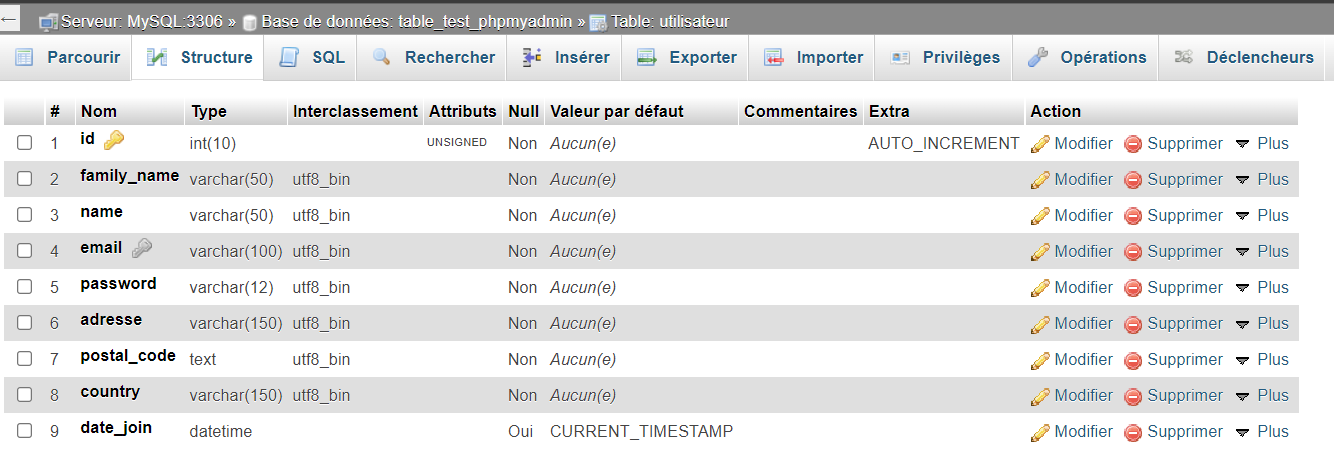 Serveur: MySQL:3306 » Base de données: table_test_phpmyadmin » Table: utilisateur
Parcourir Structure SQL Rechercher Insérer Exporter Importer Privilèges Opérations Déclencheurs
# Nom Type Interclassement Attributs Null Valeur par défaut Commentaires Extra Action
1 id int(10) UNSIGNED Non Aucun(e) AUTO_INCREMENT Modifier Supprimer Plus
2 family_name varchar(50) utf8_bin Non Aucun(e) Modifier Supprimer Plus
3 name varchar(50) utf8_bin Non Aucun(e) Modifier Supprimer Plus
4 email varchar(100) utf8_bin Non Aucun(e) Modifier Supprimer Plus
5 password varchar(12) utf8_bin Non Aucun(e) Modifier Supprimer Plus
6 adresse varchar(150) utf8_bin Non Aucun(e) Modifier Supprimer Plus
7 postal_code text utf8_bin Non Aucun(e) Modifier Supprimer Plus
8 country varchar(150) utf8_bin Non Aucun(e) Modifier Supprimer Plus
9 date_join datetime Oui CURRENT_TIMESTAMP Modifier Supprimer Plus